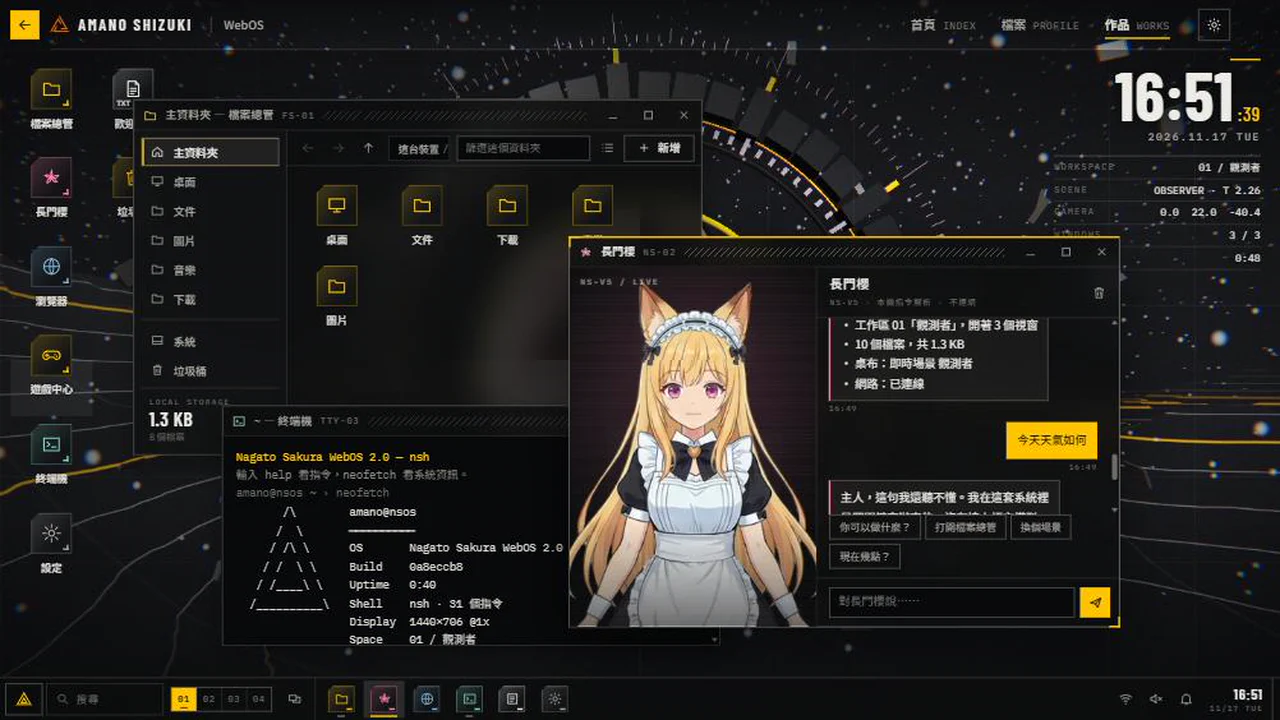 AMANO SHIZUKI
WebOS
首頁 INDEX
檔案 PROFILE
作品 WORKS
檔案總管
TXT
長門櫻
瀏覽器
遊戲中心
終端機
設定
主資料夾 — 檔案總管 FS-01
主資料夾
桌面
文件
圖片
音樂
下載
系統
垃圾桶
LOCAL STORAGE
1.3 KB
8 個檔案
這台裝置 /
篩選這個資料夾
+ 新增
桌面
文件
下載
圖片
~ — 終端機 TTY-03
Nagato Sakura WebOS 2.0 — nsh
輸入 help 看指令，neofetch 看系統資訊。
amano@nsos ~ › neofetch
amano@nsos
OS Nagato Sakura WebOS 2.0
Build 0a8eccb8
Uptime 0:40
Shell nsh · 31 個指令
Display 1440×706 @1x
Space 01 / 觀測者
長門櫻 NS-02
NS-V5 / LIVE
長門櫻
• 工作區 01「觀測者」，開著 3 個視窗
• 10 個檔案，共 1.3 KB
• 桌布：即時場景 觀測者
• 網路：已連線
16:49
今天天氣如何
16:49
主人，這句我還聽不懂。我在這套系統裡
你可以做什麼？
打開檔案總管
換個場景
現在幾點？
對長門櫻說⋯⋯
16:51:39
2026.11.17 TUE
WORKSPACE 01 / 觀測者
SCENE OBSERVER - T 2.26
CAMERA 0.0 22.0 -40.4
WINDOWS 3 / 3
0:48
搜尋
01 02 03 04
16:51
11/17 TUE